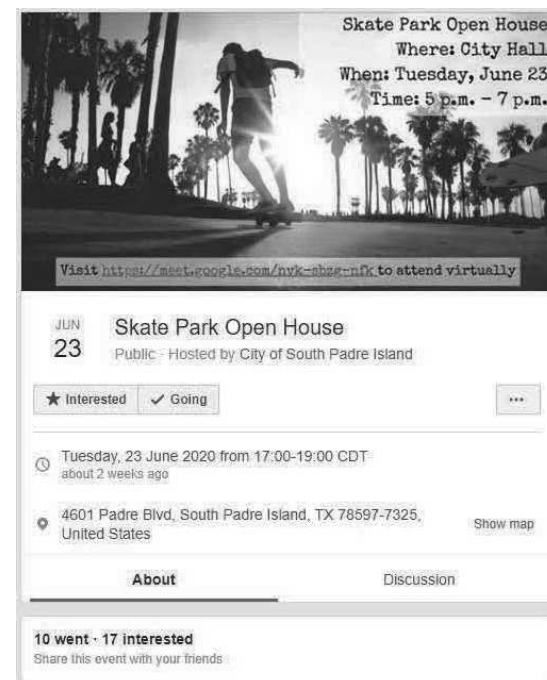 Skate Park Open House
Where: City Hall
When: Tuesday, June 23
Time: 5 p.m. – 7 p.m.
Visit https://meet.google.com/nyk-sbzg-nfk to attend virtually
JUN
23
Skate Park Open House
Public · Hosted by City of South Padre Island
★ Interested
✓ Going
...
Tuesday, 23 June 2020 from 17:00-19:00 CDT
about 2 weeks ago
4601 Padre Blvd, South Padre Island, TX 78597-7325,
United States
Show map
About
Discussion
10 went · 17 interested
Share this event with your friends